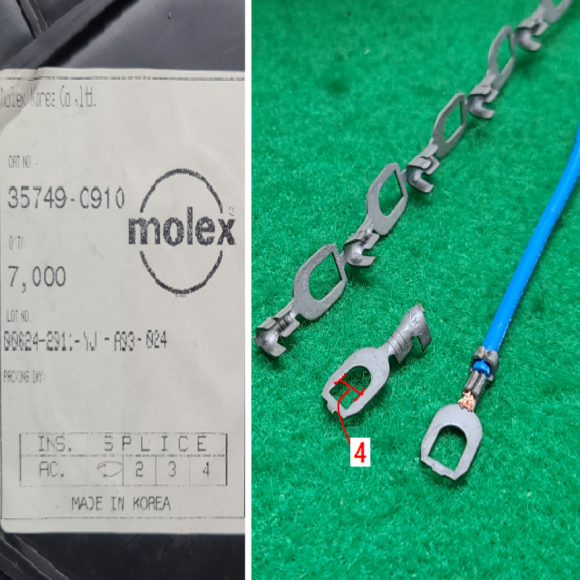 Molex Korea Co.,Ltd.
CAT NO.
35749-C910
molex
Q'TY:
7,000
LOT NO.
PACKING DAY:
INS. SPLICE
AC. 2 3 4
MADE IN KOREA
4